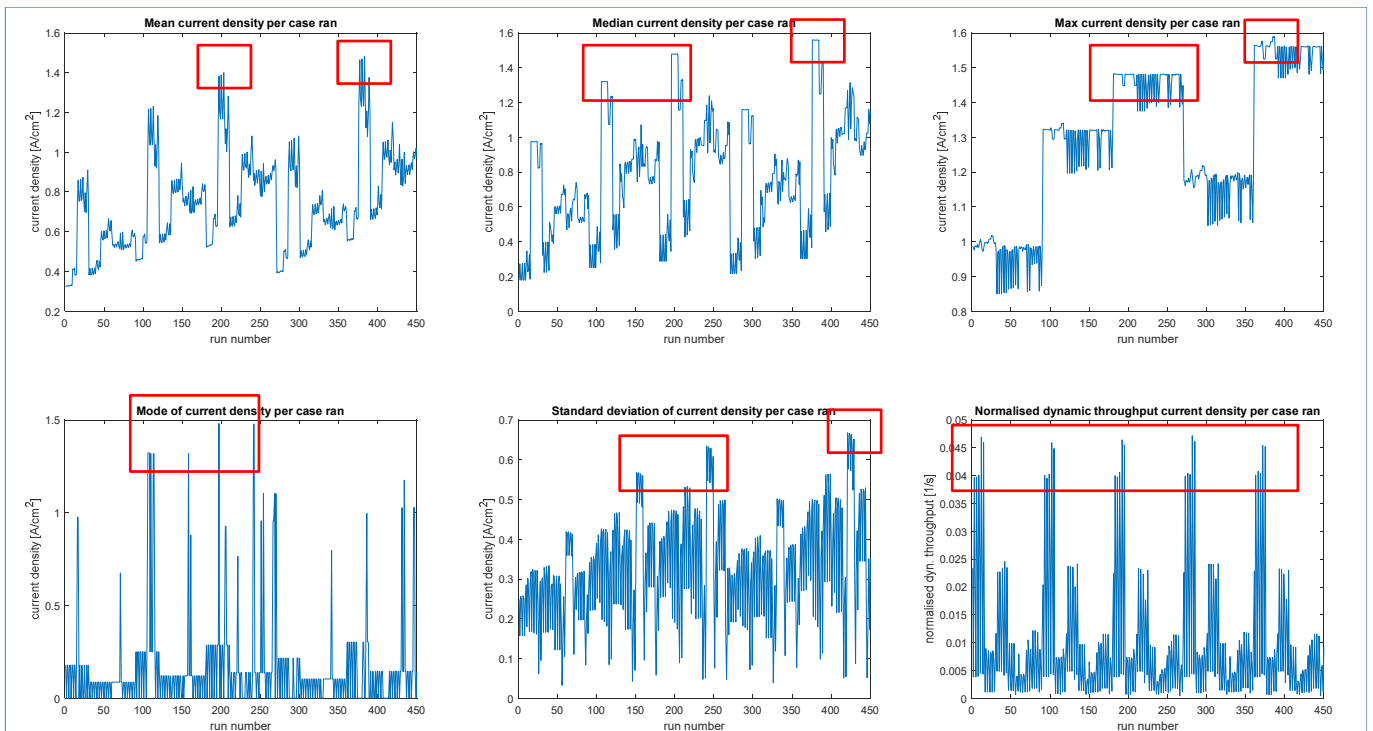 Mean current density per case ran
1.6
1.4
1.2
1
0.8
0.6
0.4
0.2
current density [A/cm²]
0 50 100 150 200 250 300 350 400 450
run number
Median current density per case ran
1.6
1.4
1.2
1
0.8
0.6
0.4
0.2
0
current density [A/cm²]
0 50 100 150 200 250 300 350 400 450
run number
Max current density per case ran
1.6
1.5
1.4
1.3
1.2
1.1
1
0.9
0.8
current density [A/cm²]
0 50 100 150 200 250 300 350 400 450
run number
Mode of current density per case ran
1.5
1
0.5
0
current density [A/cm²]
0 50 100 150 200 250 300 350 400 450
run number
Standard deviation of current density per case ran
0.7
0.6
0.5
0.4
0.3
0.2
0.1
0
current density [A/cm²]
0 50 100 150 200 250 300 350 400 450
run number
Normalised dynamic throughput current density per case ran
0.05
0.045
0.04
0.035
0.03
0.025
0.02
0.015
0.01
0.005
0
normalised dyn. throughput [1/s]
0 50 100 150 200 250 300 350 400 450
run number